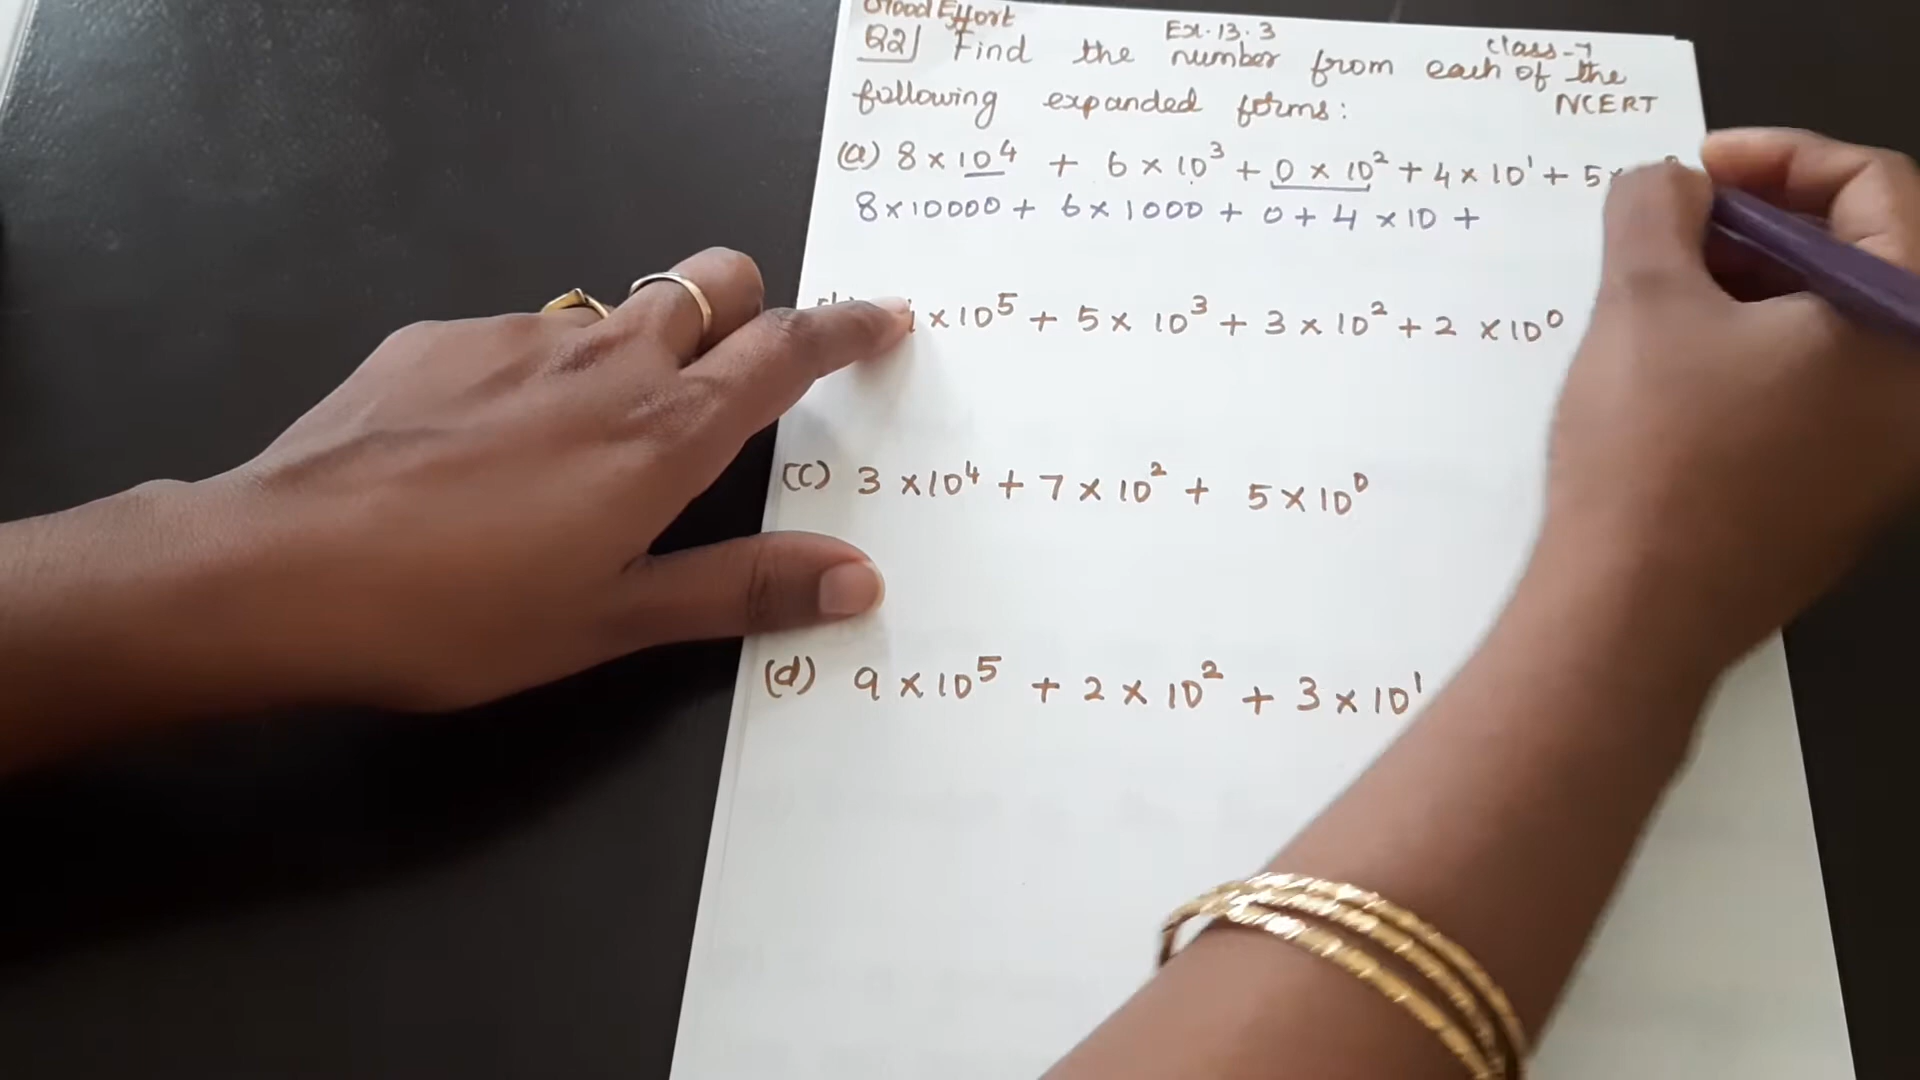 Good Effort
Ex. 13.3
Class-7
Q2) Find the number from each of the
following expanded forms: NCERT
(a) 8 × 10⁴ + 6 × 10³ + 0 × 10² + 4 × 10¹ + 5 ×
8×10000 + 6×1000 + 0 + 4 × 10 +
× 10⁵ + 5 × 10³ + 3 × 10² + 2 × 10⁰
(c) 3 × 10⁴ + 7 × 10² + 5 × 10⁰
(d) 9 × 10⁵ + 2 × 10² + 3 × 10¹